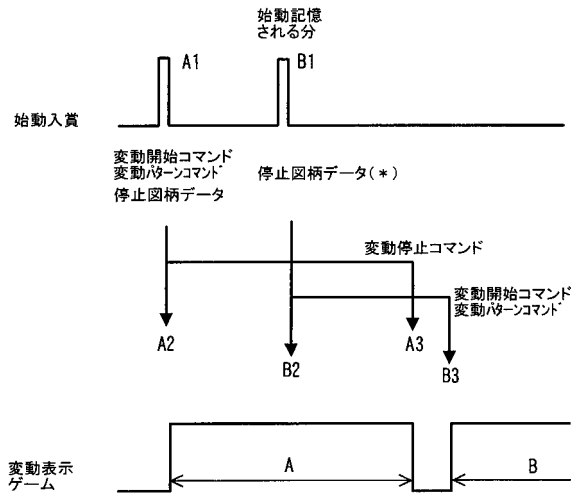 始動記憶
される分
A1
B1
始動入賞
変動開始コマンド
変動パターンコマンド
停止図柄データ
停止図柄データ(*)
変動停止コマンド
変動開始コマンド
変動パターンコマンド
A2
B2
A3
B3
変動表示
ゲーム
A
B